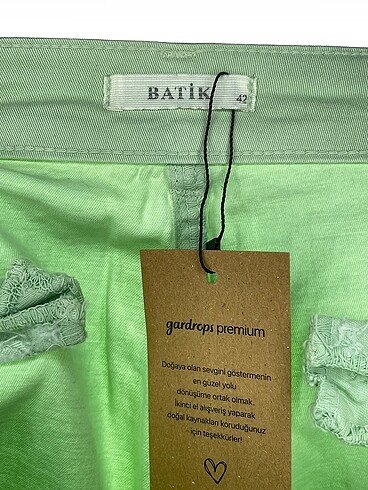 BATİK
42
gardrops premium
Doğaya olan sevgini göstermenin
en güzel yolu
dönüşüme ortak olmak.
İkinci el alışveriş yaparak
doğal kaynakları koruduğunuz
için teşekkürler!